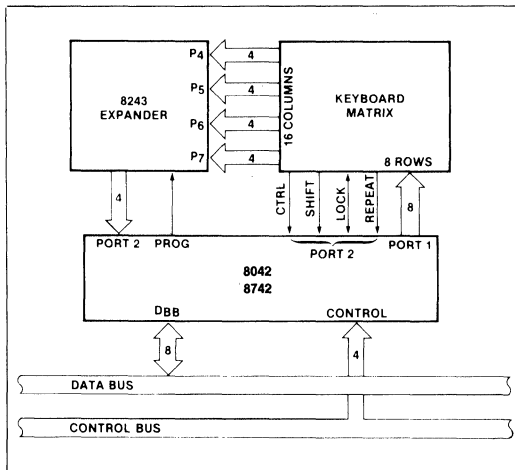 P4
4
P5
4
P6
4
P7
4
8243
EXPANDER
16 COLUMNS
KEYBOARD
MATRIX
8 ROWS
4
CTRL
SHIFT
LOCK
REPEAT
8
PORT 2
PROG
PORT 2
PORT 1
8042
8742
DBB
CONTROL
8
4
DATA BUS
CONTROL BUS